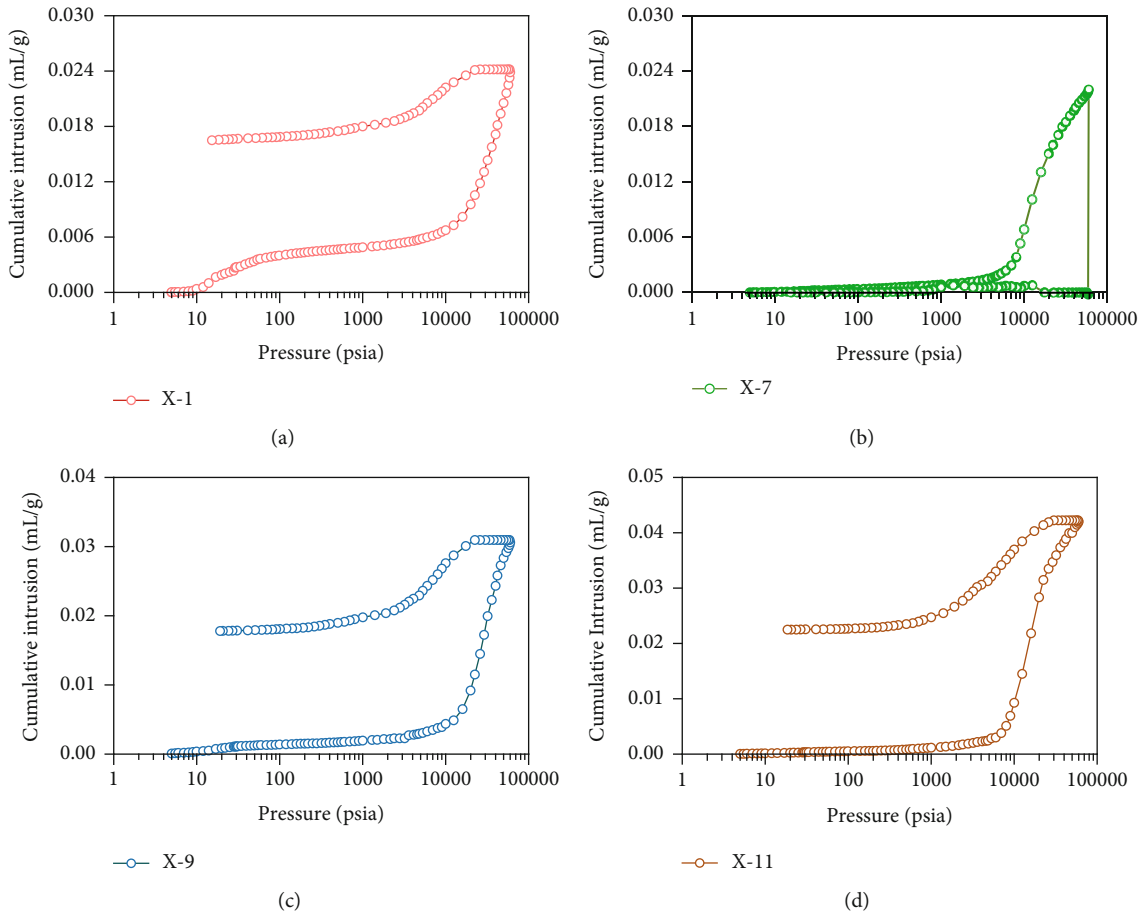 0.030
0.024
0.018
0.012
0.006
0.000
Cumulative intrusion (mL/g)
1 10 100 1000 10000 100000
Pressure (psia)
X-1
(a)
0.030
0.024
0.018
0.012
0.006
0.000
Cumulative intrusion (mL/g)
1 10 100 1000 10000 100000
Pressure (psia)
X-7
(b)
0.04
0.03
0.02
0.01
0.00
Cumulative intrusion (mL/g)
1 10 100 1000 10000 100000
Pressure (psia)
X-9
(c)
0.05
0.04
0.03
0.02
0.01
0.00
Cumulative Intrusion (mL/g)
1 10 100 1000 10000 100000
Pressure (psia)
X-11
(d)